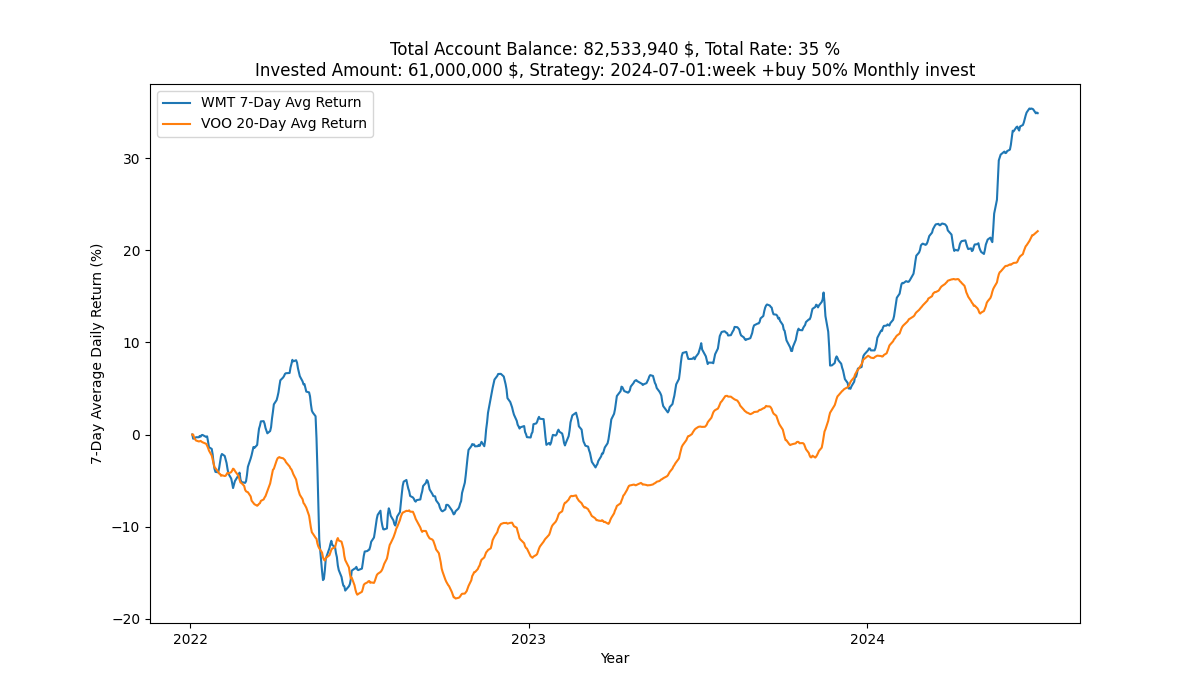 Total Account Balance: 82,533,940 $, Total Rate: 35 %
Invested Amount: 61,000,000 $, Strategy: 2024-07-01:week +buy 50% Monthly invest
WMT 7-Day Avg Return
VOO 20-Day Avg Return
7-Day Average Daily Return (%)
30
20
10
0
−10
−20
2022
2023
2024
Year